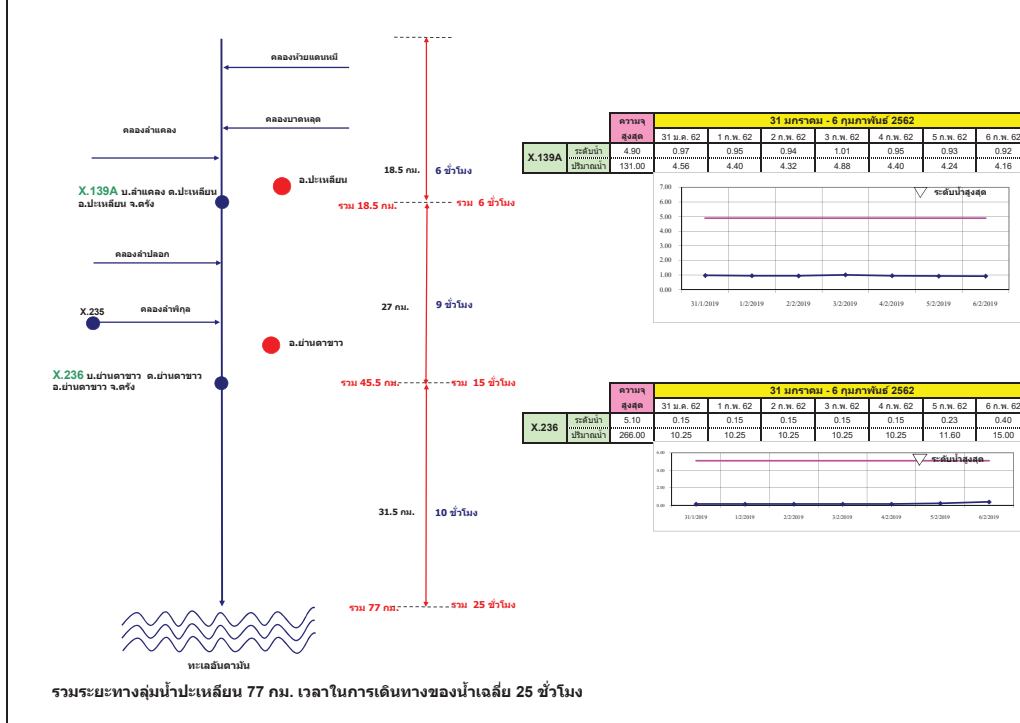 คลองห้วยแดนหมี
คลองบาดหลุด
คลองลำแคลง
18.5 กม. 6 ชั่วโมง
อ.ปะเหลียน
X.139A บ.ลำแคลง ต.ปะเหลียน
อ.ปะเหลียน จ.ตรัง
รวม 18.5 กม. รวม 6 ชั่วโมง
คลองลำปลอก
27 กม. 9 ชั่วโมง
X.235 คลองลำพิกุล
อ.ย่านตาขาว
X.236 บ.ย่านตาขาว ต.ย่านตาขาว
อ.ย่านตาขาว จ.ตรัง
รวม 45.5 กม. รวม 15 ชั่วโมง
31.5 กม. 10 ชั่วโมง
รวม 77 กม. รวม 25 ชั่วโมง
ทะเลอันดามัน
ความจุ 31 มกราคม - 6 กุมภาพันธ์ 2562
สูงสุด 31 ม.ค. 62 1 ก.พ. 62 2 ก.พ. 62 3 ก.พ. 62 4 ก.พ. 62 5 ก.พ. 62 6 ก.พ. 62
X.139A
ระดับน้ำ 4.90 0.97 0.95 0.94 1.01 0.95 0.93 0.92
ปริมาณน้ำ 131.00 4.56 4.40 4.32 4.88 4.40 4.24 4.16
ระดับน้ำสูงสุด
7.00
6.00
5.00
4.00
3.00
2.00
1.00
0.00
31/1/2019 1/2/2019 2/2/2019 3/2/2019 4/2/2019 5/2/2019 6/2/2019
ความจุ 31 มกราคม - 6 กุมภาพันธ์ 2562
สูงสุด 31 ม.ค. 62 1 ก.พ. 62 2 ก.พ. 62 3 ก.พ. 62 4 ก.พ. 62 5 ก.พ. 62 6 ก.พ. 62
X.236
ระดับน้ำ 5.10 0.15 0.15 0.15 0.15 0.15 0.23 0.40
ปริมาณน้ำ 266.00 10.25 10.25 10.25 10.25 10.25 11.60 15.00
ระดับน้ำสูงสุด
6.00
4.00
2.00
0.00
31/1/2019 1/2/2019 2/2/2019 3/2/2019 4/2/2019 5/2/2019 6/2/2019
รวมระยะทางลุ่มน้ำปะเหลียน 77 กม. เวลาในการเดินทางของน้ำเฉลี่ย 25 ชั่วโมง